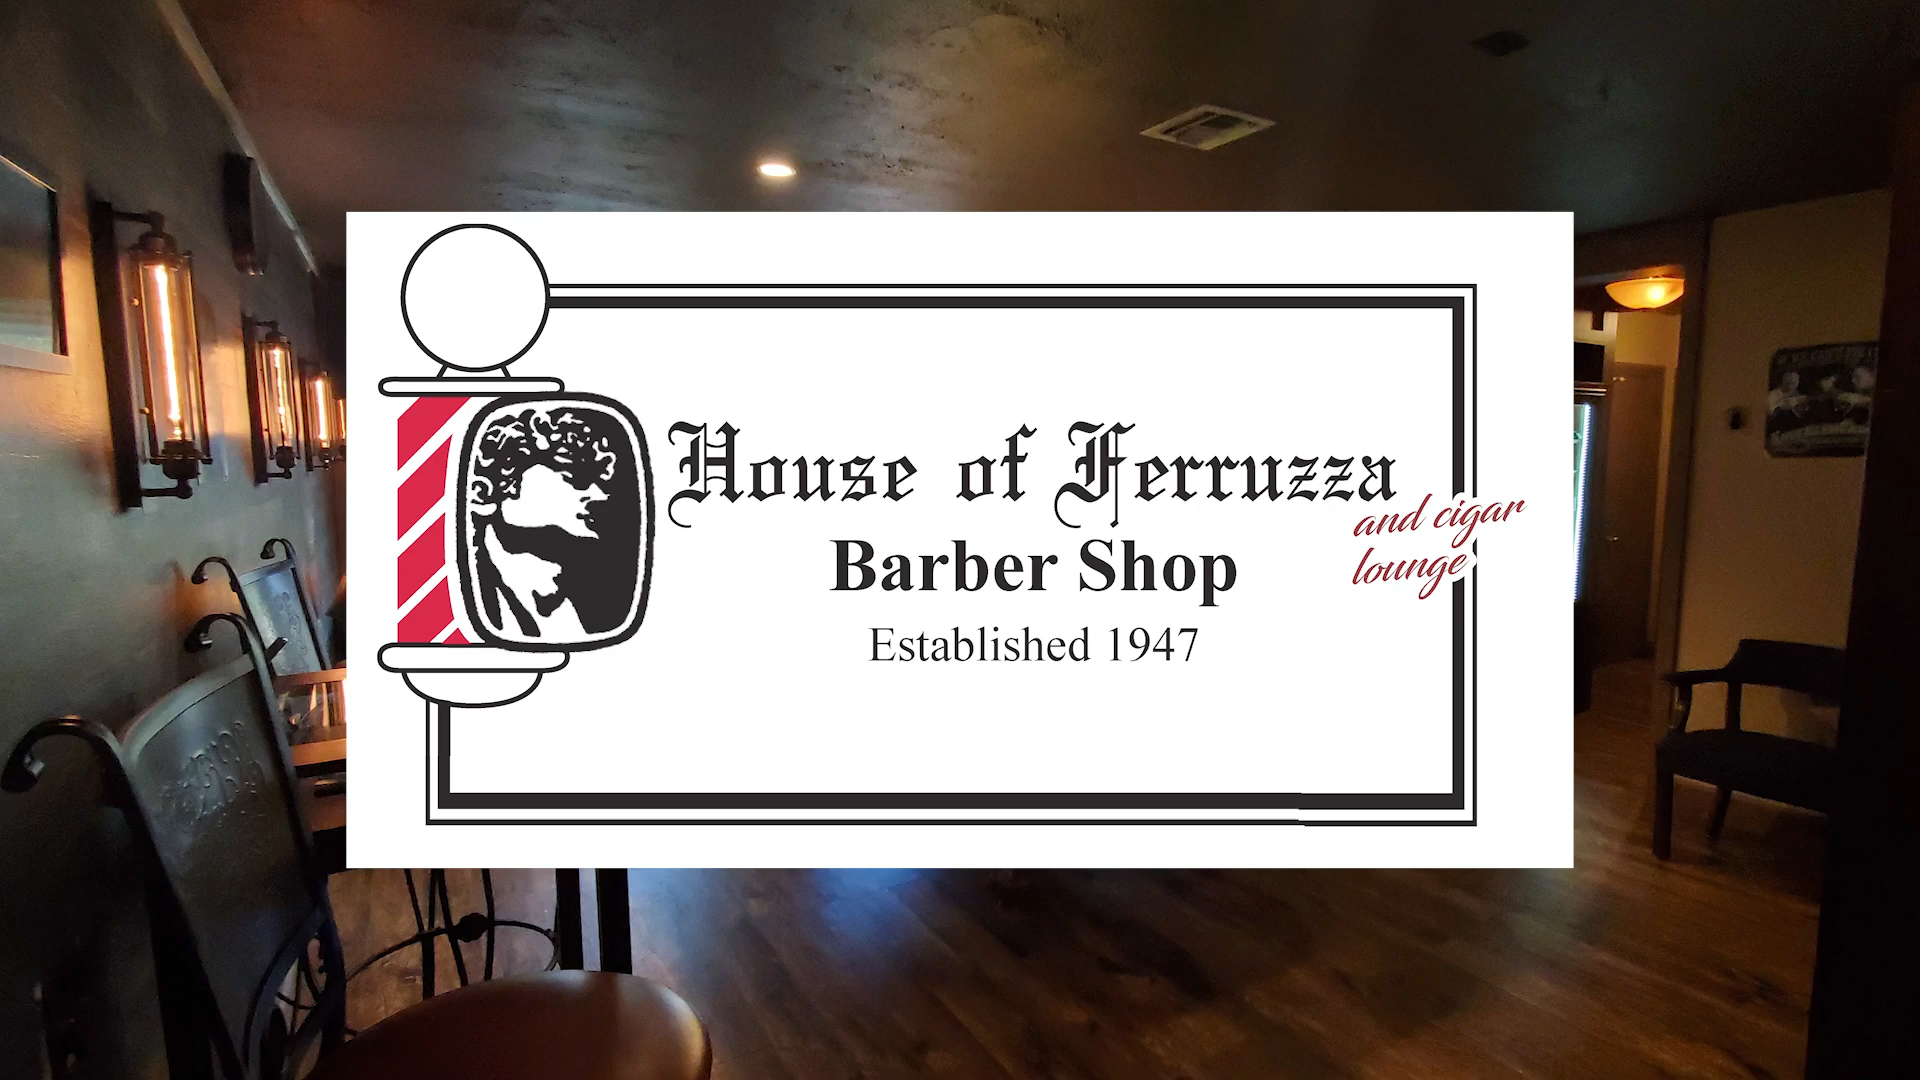 House of Ferruzza
and cigar
lounge
Barber Shop
Established 1947